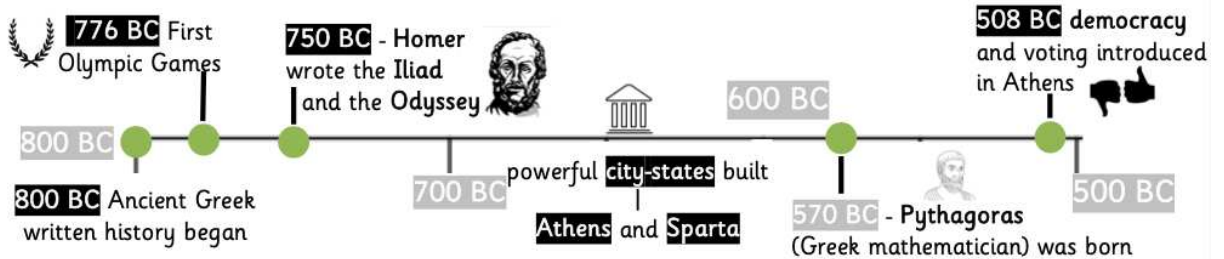 776 BC First
Olympic Games
750 BC - Homer
wrote the Iliad
and the Odyssey
508 BC democracy
and voting introduced
in Athens
600 BC
800 BC
700 BC
powerful city-states built
500 BC
800 BC Ancient Greek
written history began
Athens and Sparta
570 BC - Pythagoras
(Greek mathematician) was born